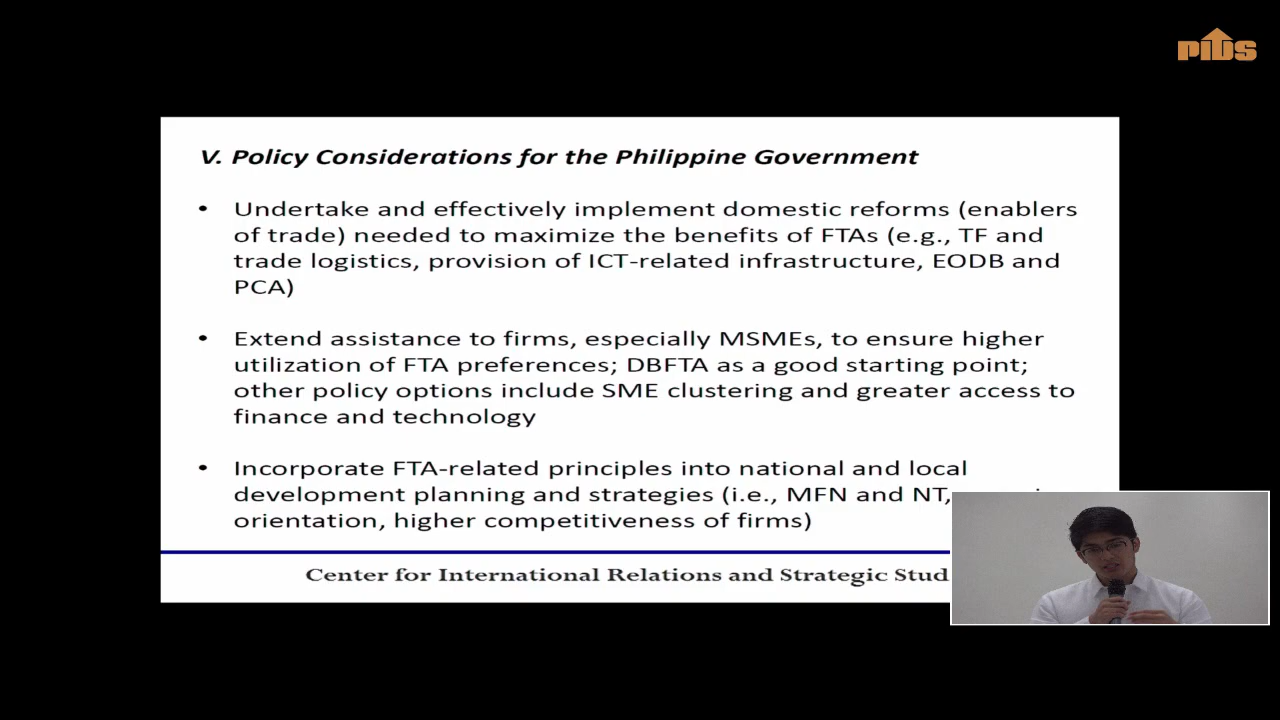 PIDS
V. Policy Considerations for the Philippine Government
• Undertake and effectively implement domestic reforms (enablers
of trade) needed to maximize the benefits of FTAs (e.g., TF and
trade logistics, provision of ICT-related infrastructure, EODB and
PCA)
• Extend assistance to firms, especially MSMEs, to ensure higher
utilization of FTA preferences; DBFTA as a good starting point;
other policy options include SME clustering and greater access to
finance and technology
• Incorporate FTA-related principles into national and local
development planning and strategies (i.e., MFN and NT,
orientation, higher competitiveness of firms)
Center for International Relations and Strategic